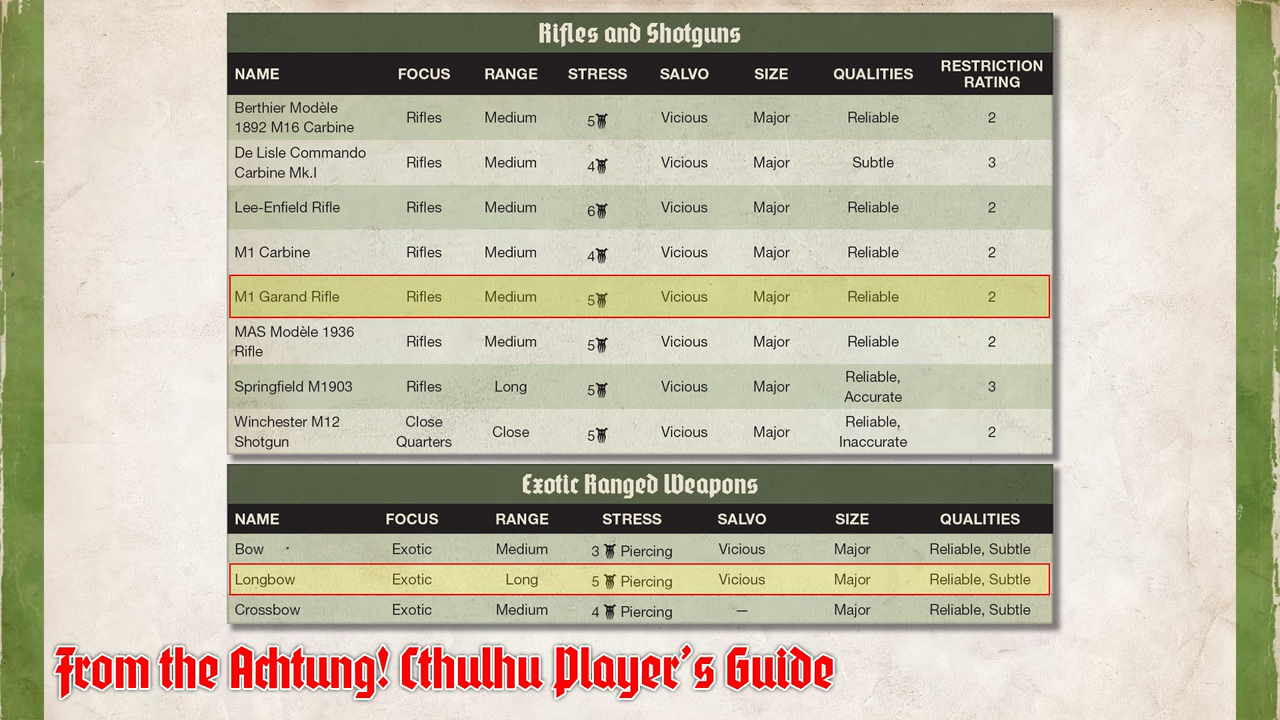 Rifles and Shotguns
NAME FOCUS RANGE STRESS SALVO SIZE QUALITIES RESTRICTION RATING
Berthier Modèle 1892 M16 Carbine Rifles Medium 5 Vicious Major Reliable 2
De Lisle Commando Carbine Mk.I Rifles Medium 4 Vicious Major Subtle 3
Lee-Enfield Rifle Rifles Medium 6 Vicious Major Reliable 2
M1 Carbine Rifles Medium 4 Vicious Major Reliable 2
M1 Garand Rifle Rifles Medium 5 Vicious Major Reliable 2
MAS Modèle 1936 Rifle Rifles Medium 5 Vicious Major Reliable 2
Springfield M1903 Rifles Long 5 Vicious Major Reliable, Accurate 3
Winchester M12 Shotgun Close Quarters Close 5 Vicious Major Reliable, Inaccurate 2
Exotic Ranged Weapons
NAME FOCUS RANGE STRESS SALVO SIZE QUALITIES
Bow Exotic Medium 3 Piercing Vicious Major Reliable, Subtle
Longbow Exotic Long 5 Piercing Vicious Major Reliable, Subtle
Crossbow Exotic Medium 4 Piercing — Major Reliable, Subtle
From the Achtung! Cthulhu Player's Guide